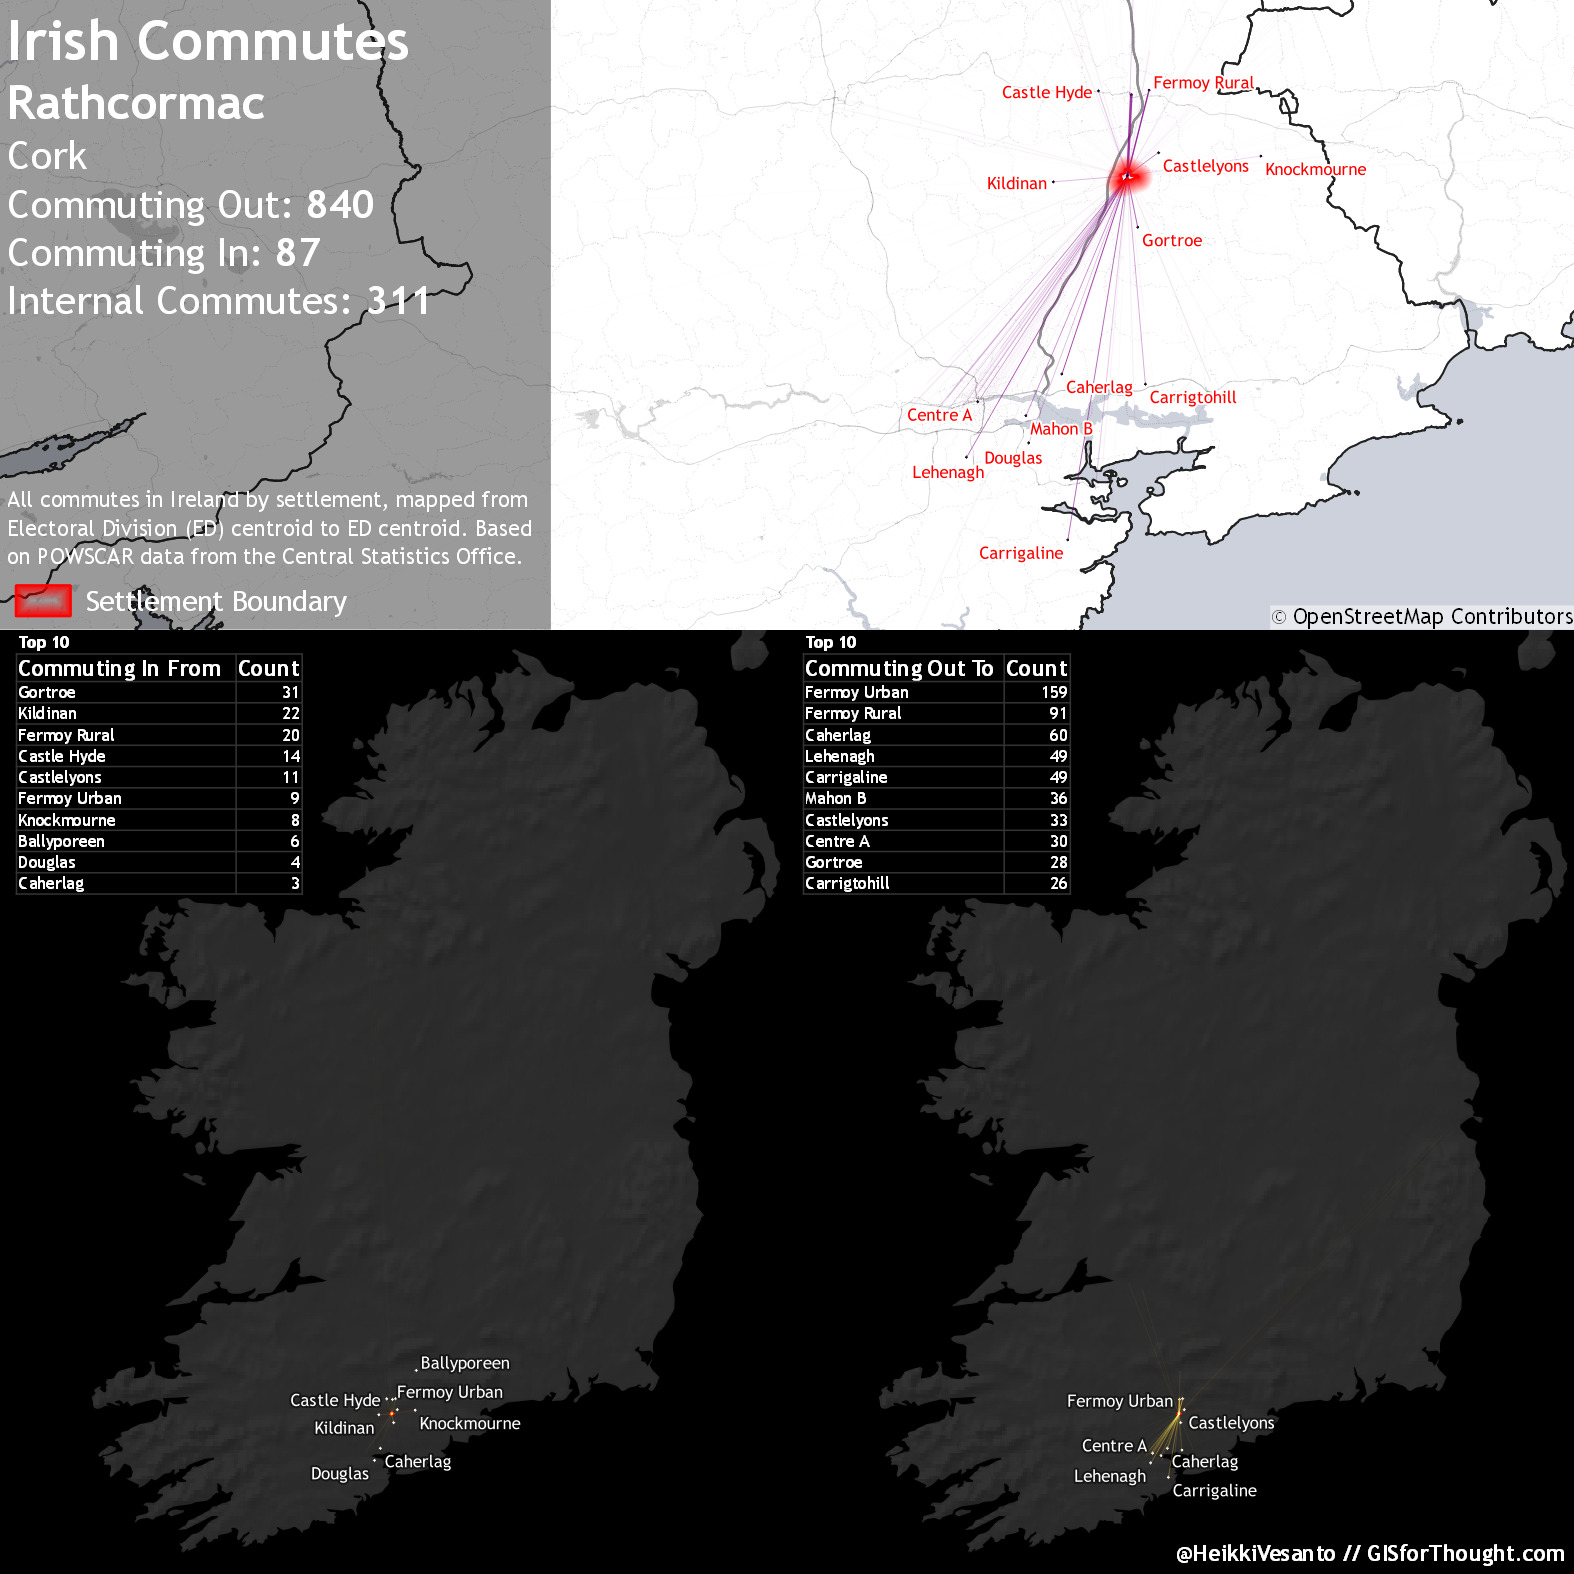 Irish Commutes
Rathcormac
Cork
Commuting Out: 840
Commuting In: 87
Internal Commutes: 311
All commutes in Ireland by settlement, mapped from
Electoral Division (ED) centroid to ED centroid. Based
on POWSCAR data from the Central Statistics Office.
Settlement Boundary
Castle Hyde
Fermoy Rural
Castlelyons
Knockmourne
Kildinan
Gortroe
Caherlag
Carrigtohill
Centre A
Mahon B
Douglas
Lehenagh
Carrigaline
© OpenStreetMap Contributors
Top 10
Commuting In From Count
Gortroe 31
Kildinan 22
Fermoy Rural 20
Castle Hyde 14
Castlelyons 11
Fermoy Urban 9
Knockmourne 8
Ballyporeen 6
Douglas 4
Caherlag 3
Top 10
Commuting Out To Count
Fermoy Urban 159
Fermoy Rural 91
Caherlag 60
Lehenagh 49
Carrigaline 49
Mahon B 36
Castlelyons 33
Centre A 30
Gortroe 28
Carrigtohill 26
Ballyporeen
Fermoy Urban
Castle Hyde
Knockmourne
Kildinan
Caherlag
Douglas
Fermoy Urban
Castlelyons
Centre A
Caherlag
Lehenagh
Carrigaline
@HeikkiVesanto // GISforThought.com